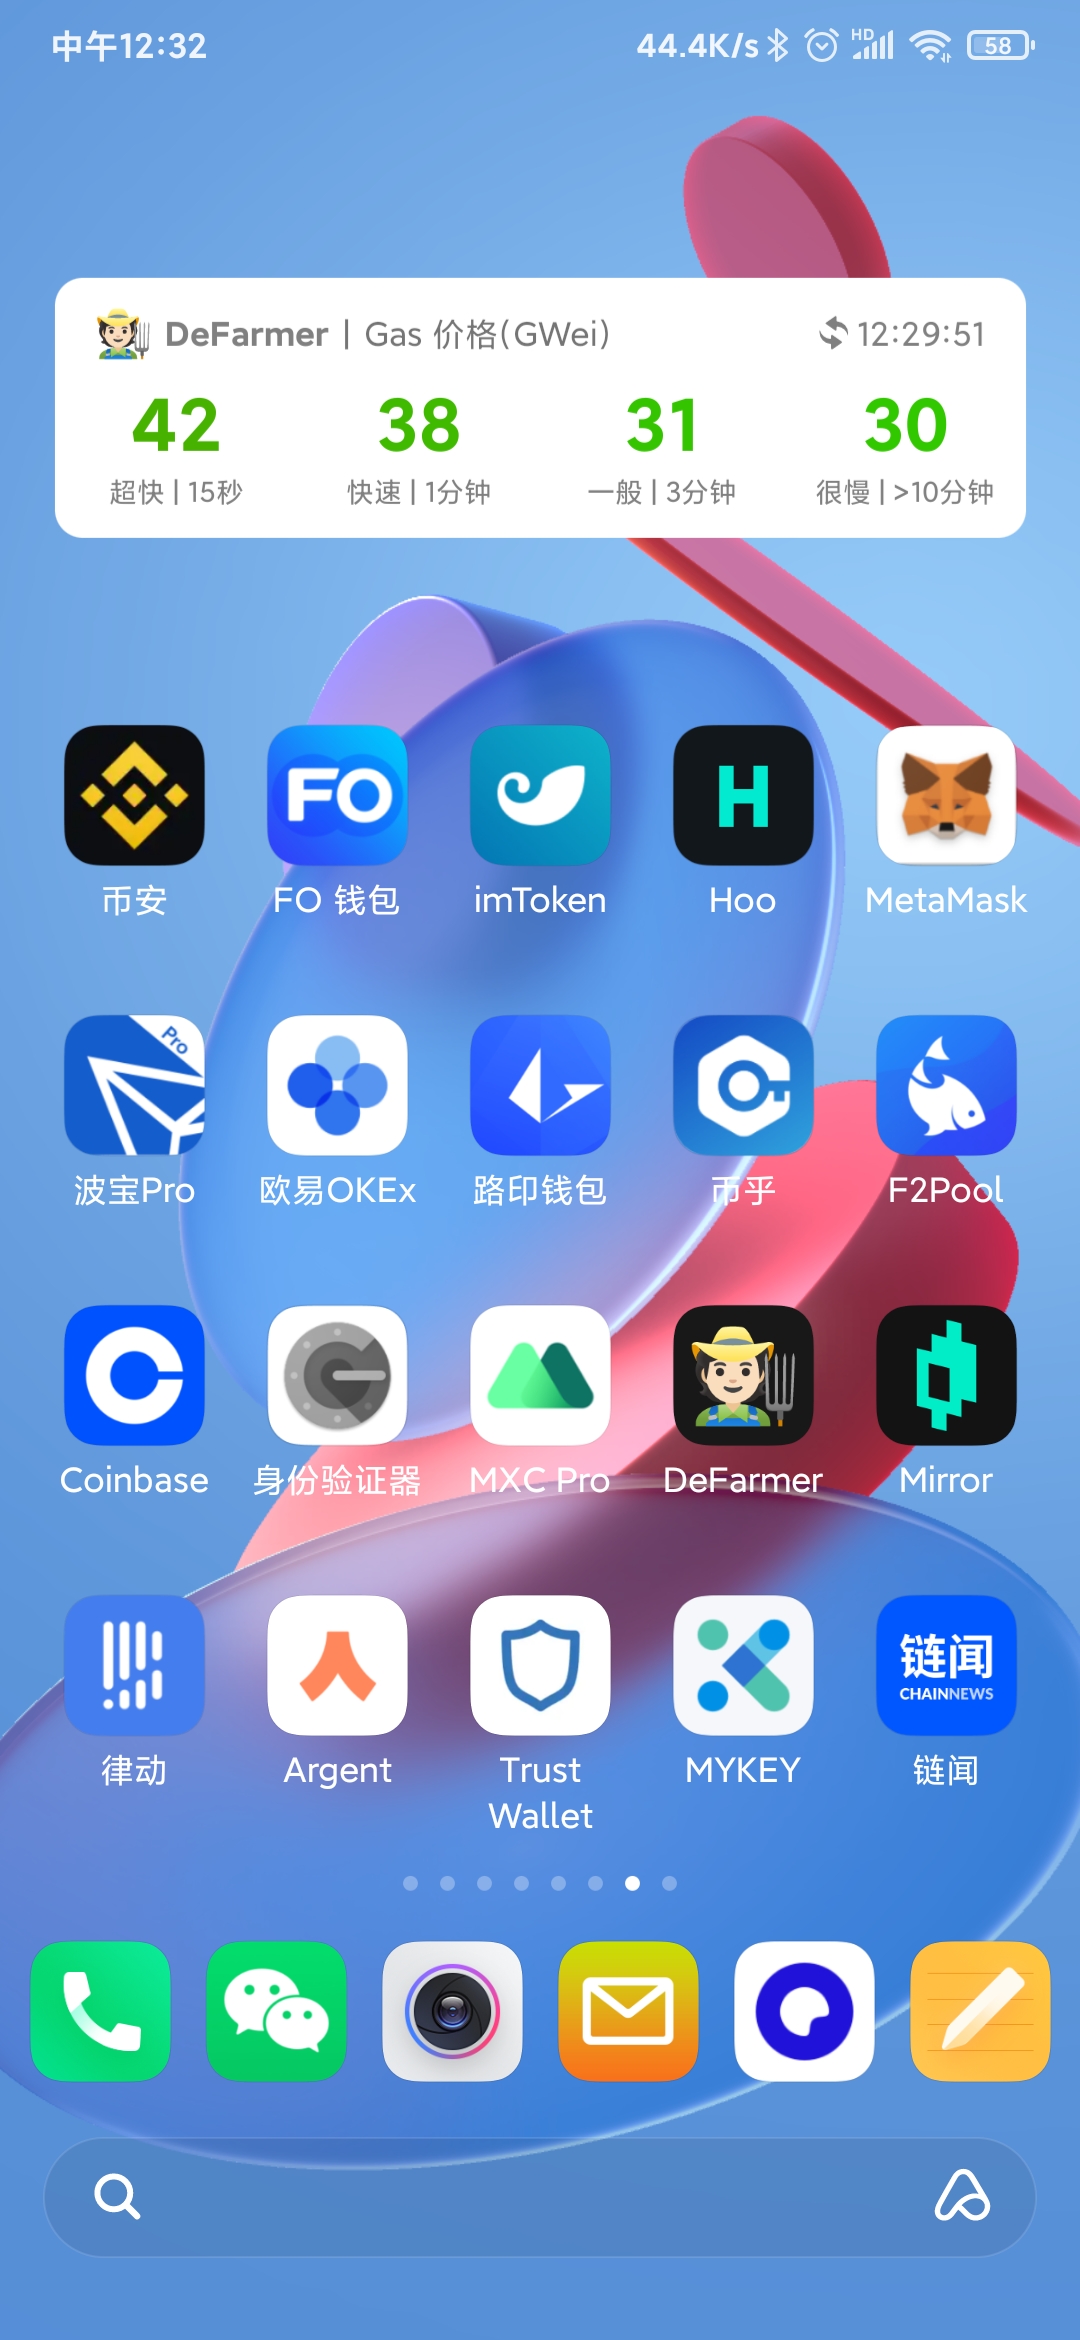 中午12:32
44.4K/s HD 58
DeFarmer | Gas 价格(GWei) 12:29:51
42 38 31 30
超快 | 15秒 快速 | 1分钟 一般 | 3分钟 很慢 | >10分钟
FO H
币安 FO 钱包 imToken Hoo MetaMask
Pro
波宝Pro 欧易OKEx 路印钱包 币乎 F2Pool
Coinbase 身份验证器 MXC Pro DeFarmer Mirror
链闻
CHAINNEWS
律动 Argent Trust Wallet MYKEY 链闻